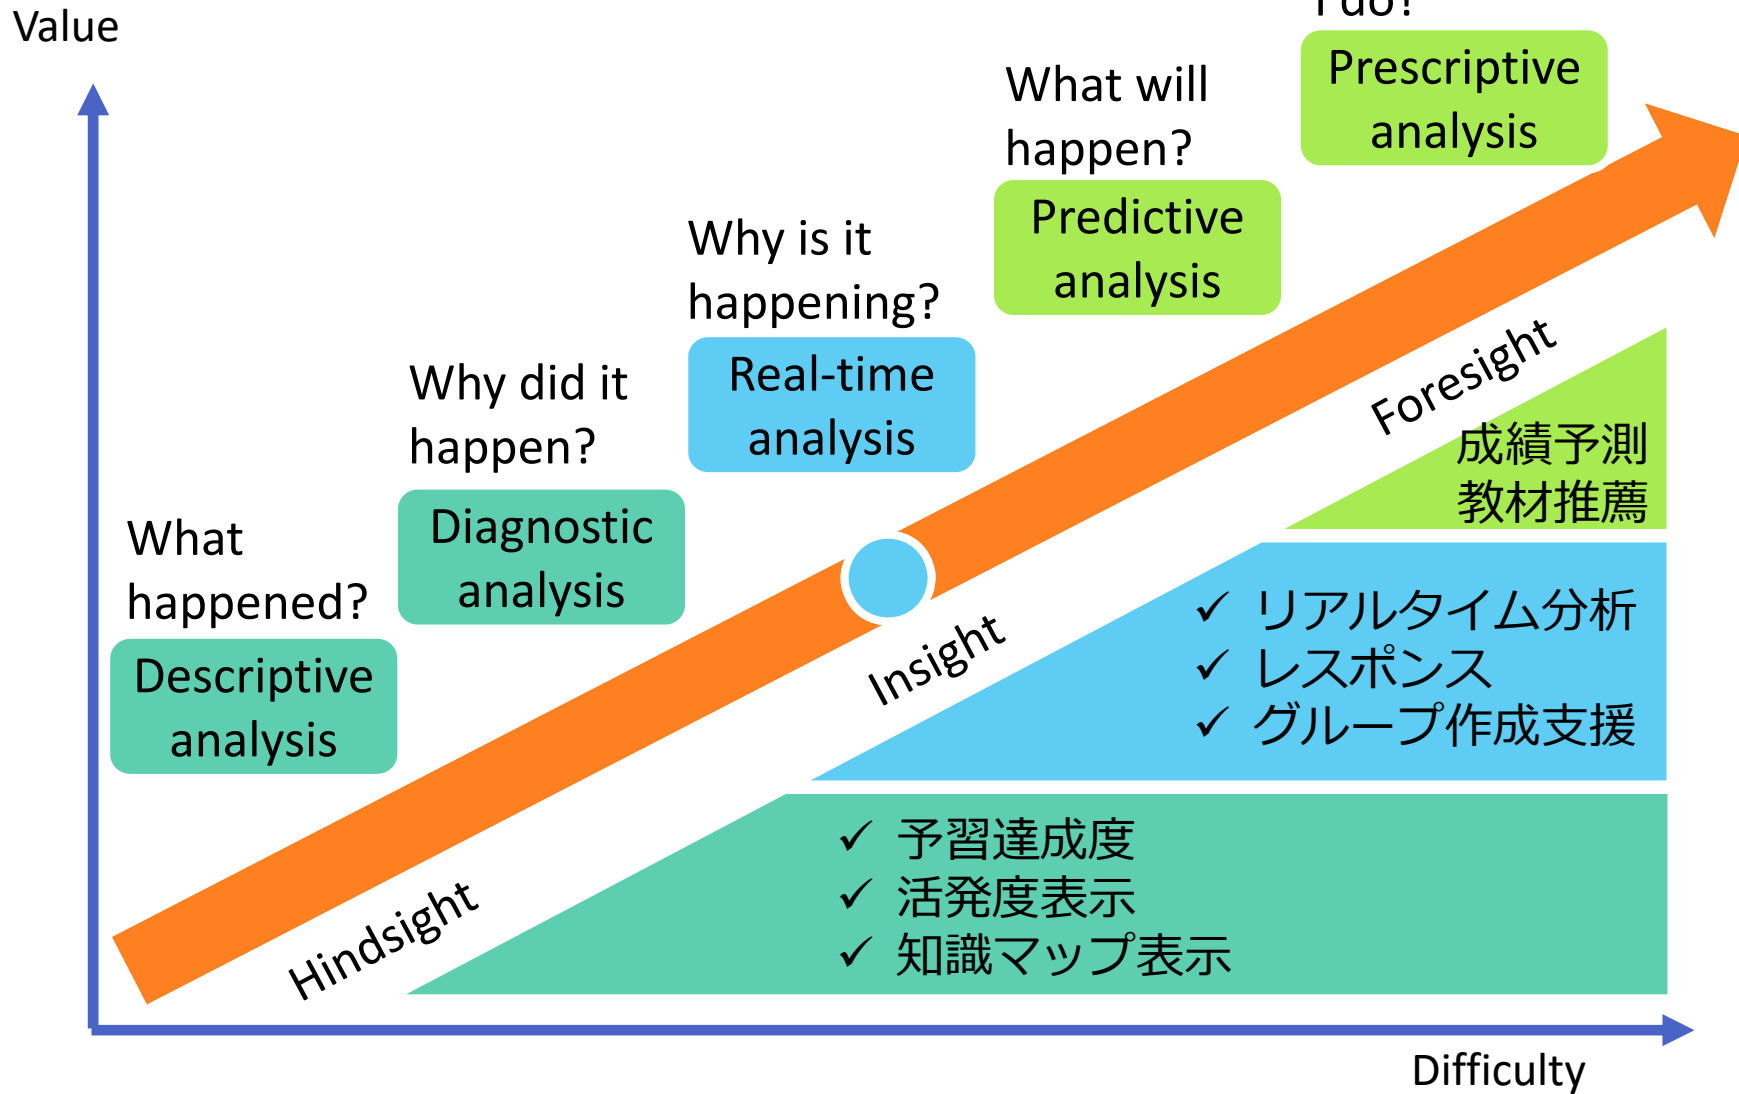 Value
I do?
Prescriptive
analysis
What will
happen?
Predictive
analysis
Why is it
happening?
Real-time
analysis
Why did it
happen?
Diagnostic
analysis
What
happened?
Descriptive
analysis
Foresight
Insight
Hindsight
成績予測
教材推薦
✓ リアルタイム分析
✓ レスポンス
✓ グループ作成支援
✓ 予習達成度
✓ 活発度表示
✓ 知識マップ表示
Difficulty